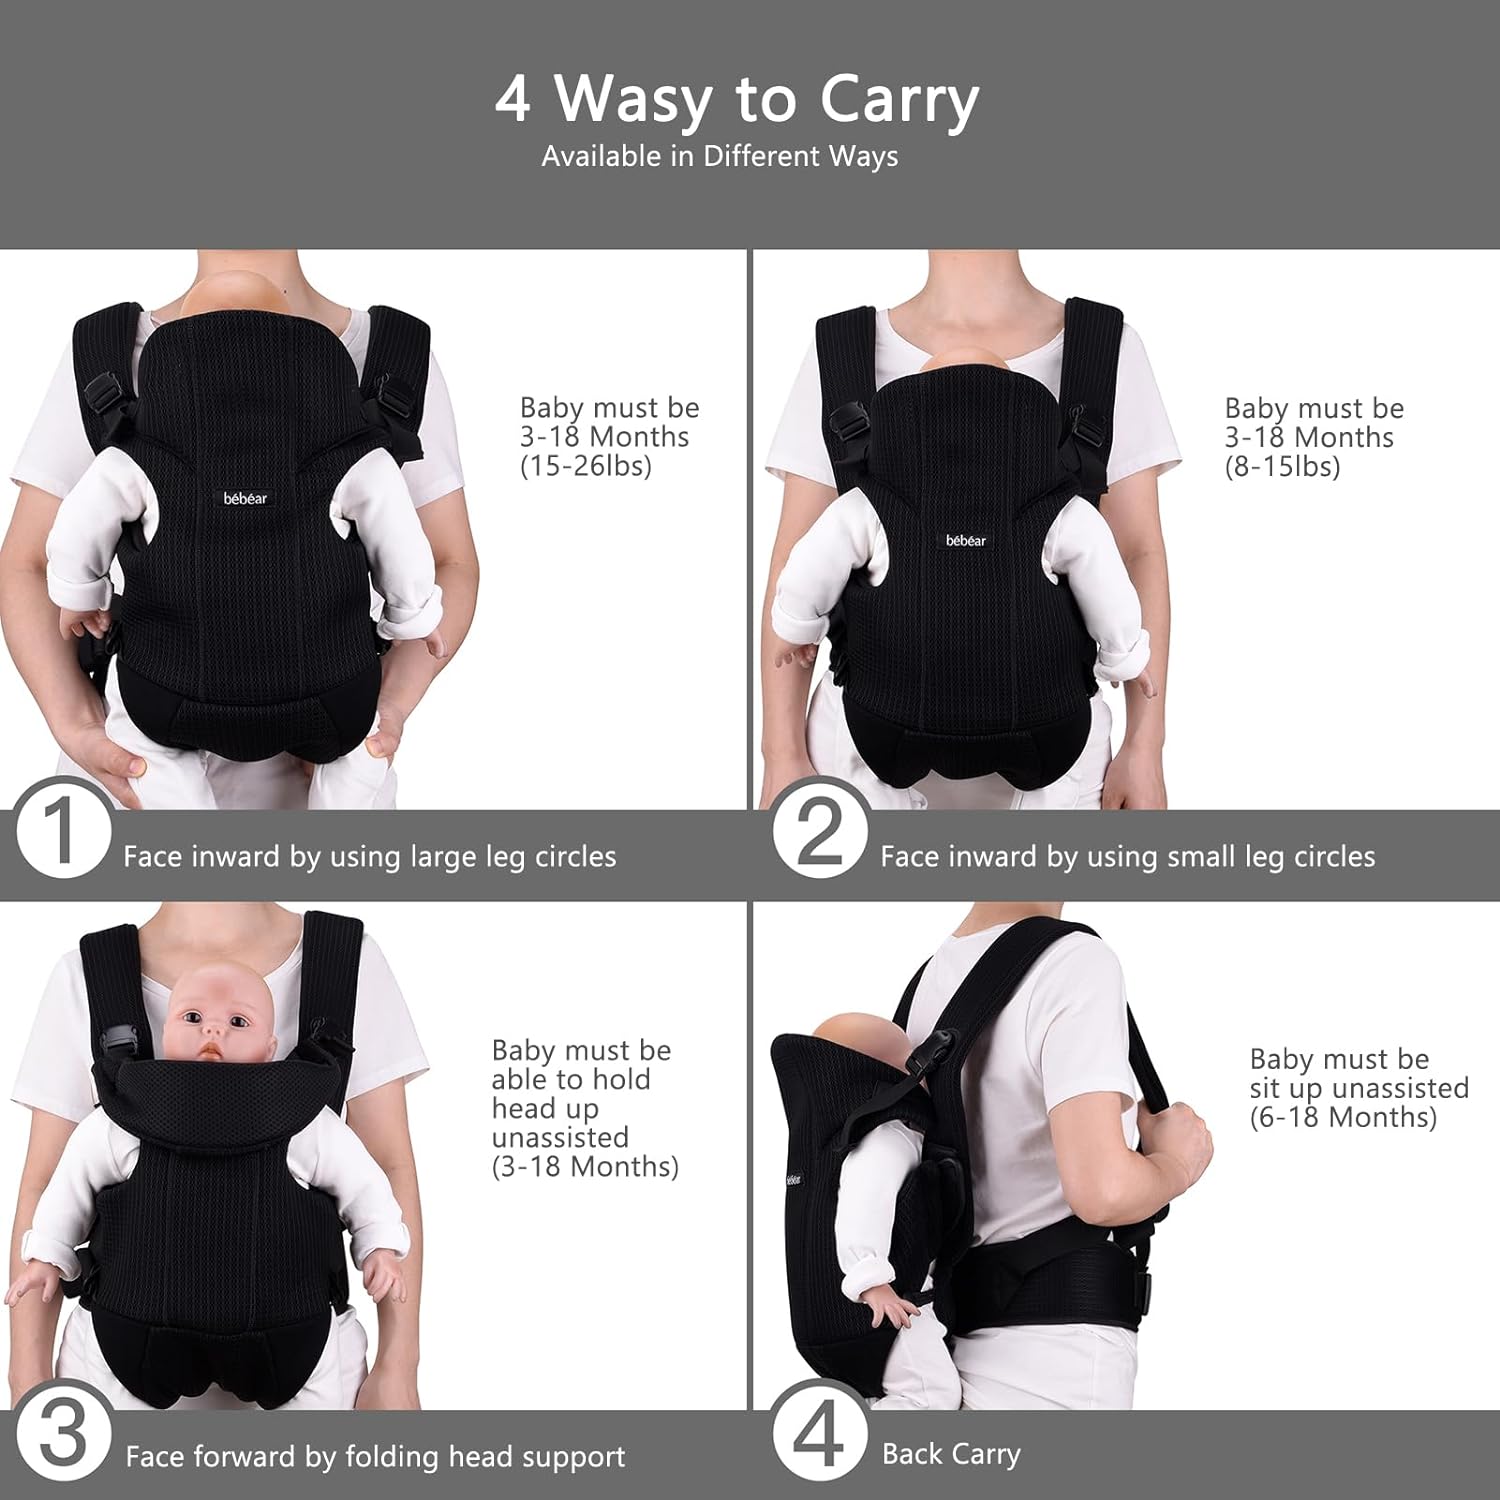 4 Wasy to Carry
Available in Different Ways
Baby must be
3-18 Months
(15-26lbs)
bébéar
1
Face inward by using large leg circles
Baby must be
3-18 Months
(8-15lbs)
bébéar
2
Face inward by using small leg circles
Baby must be
able to hold
head up
unassisted
(3-18 Months)
3
Face forward by folding head support
Baby must be
sit up unassisted
(6-18 Months)
bébéar
4
Back Carry